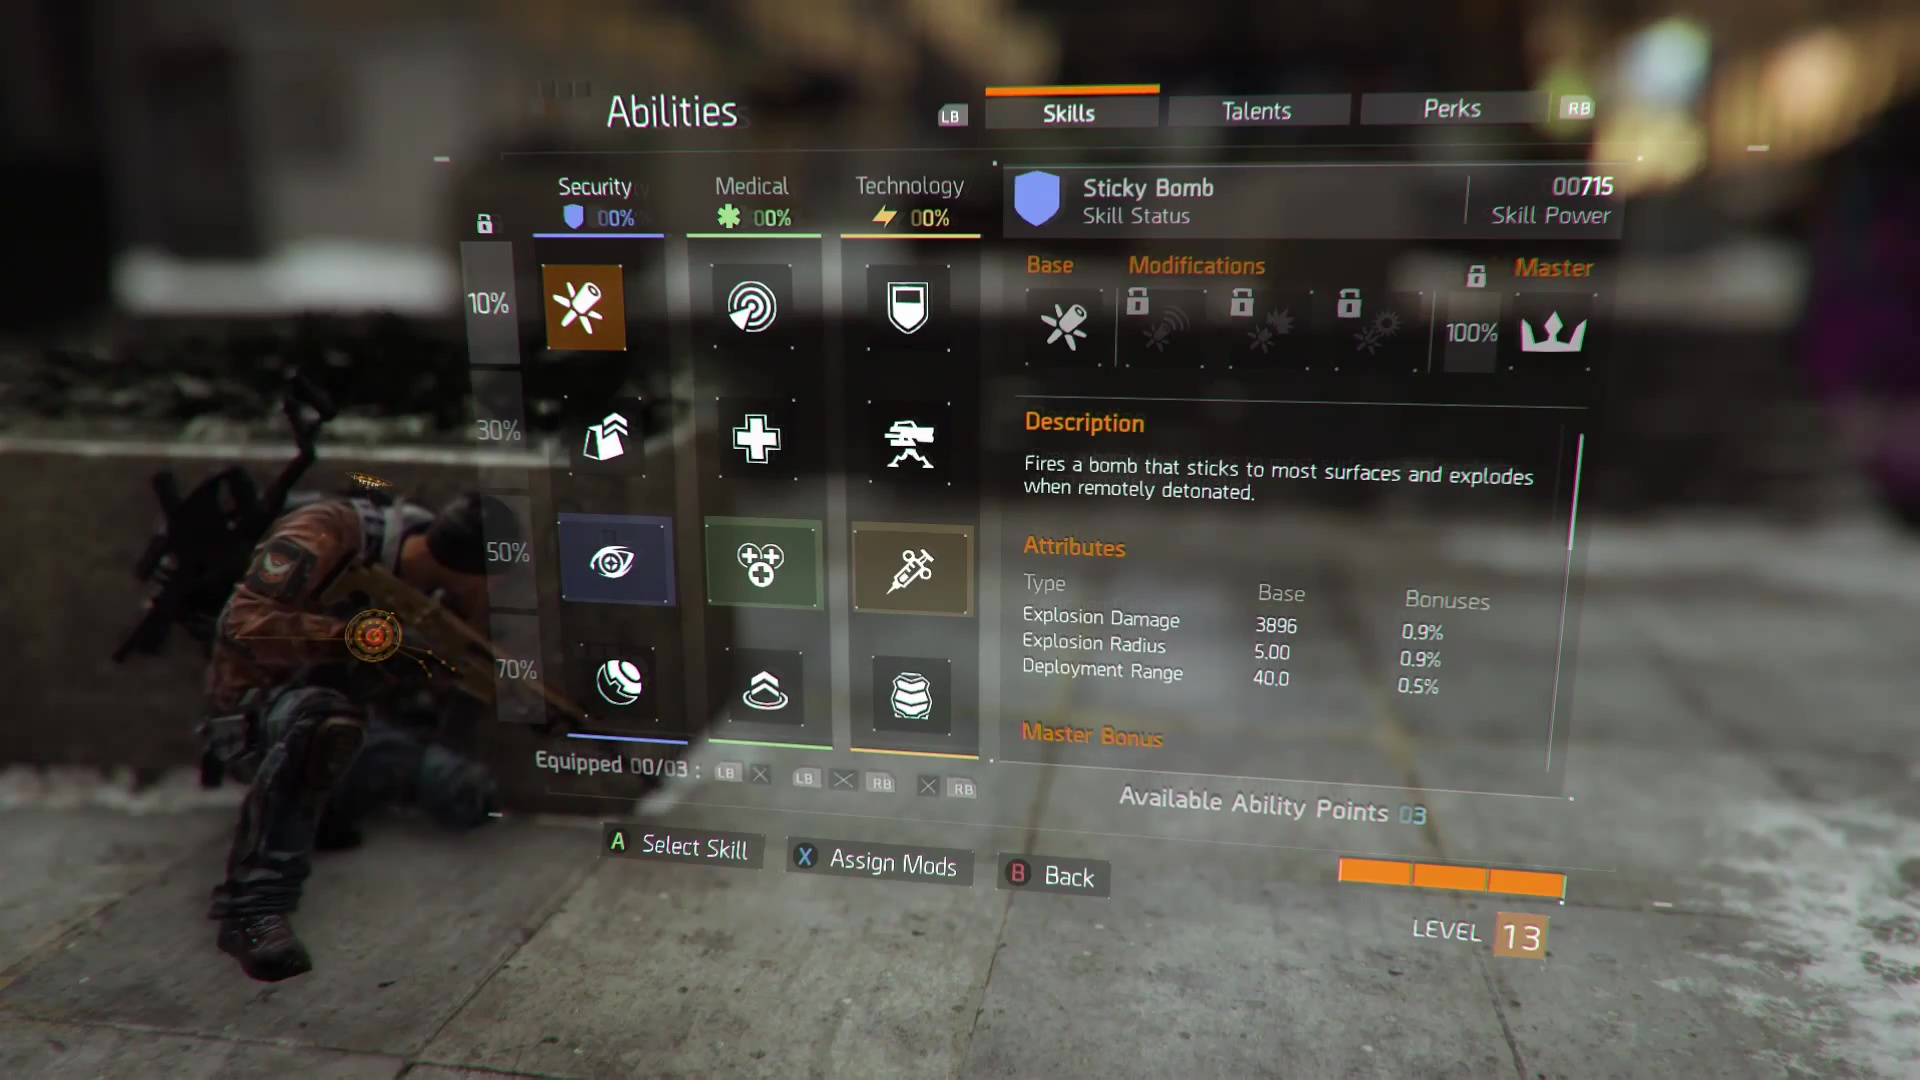 Abilities
LB
Skills
Talents
Perks
RB
Security
00%
Medical
00%
Technology
00%
Sticky Bomb
Skill Status
00715
Skill Power
10%
30%
50%
70%
Base
Modifications
Master
100%
Description
Fires a bomb that sticks to most surfaces and explodes
when remotely detonated.
Attributes
Type Base Bonuses
Explosion Damage 3896 0.9%
Explosion Radius 5.00 0.9%
Deployment Range 40.0 0.5%
Master Bonus
Equipped 00/03 : LB X LB X RB X RB
Available Ability Points 03
A Select Skill
X Assign Mods
B Back
LEVEL 13